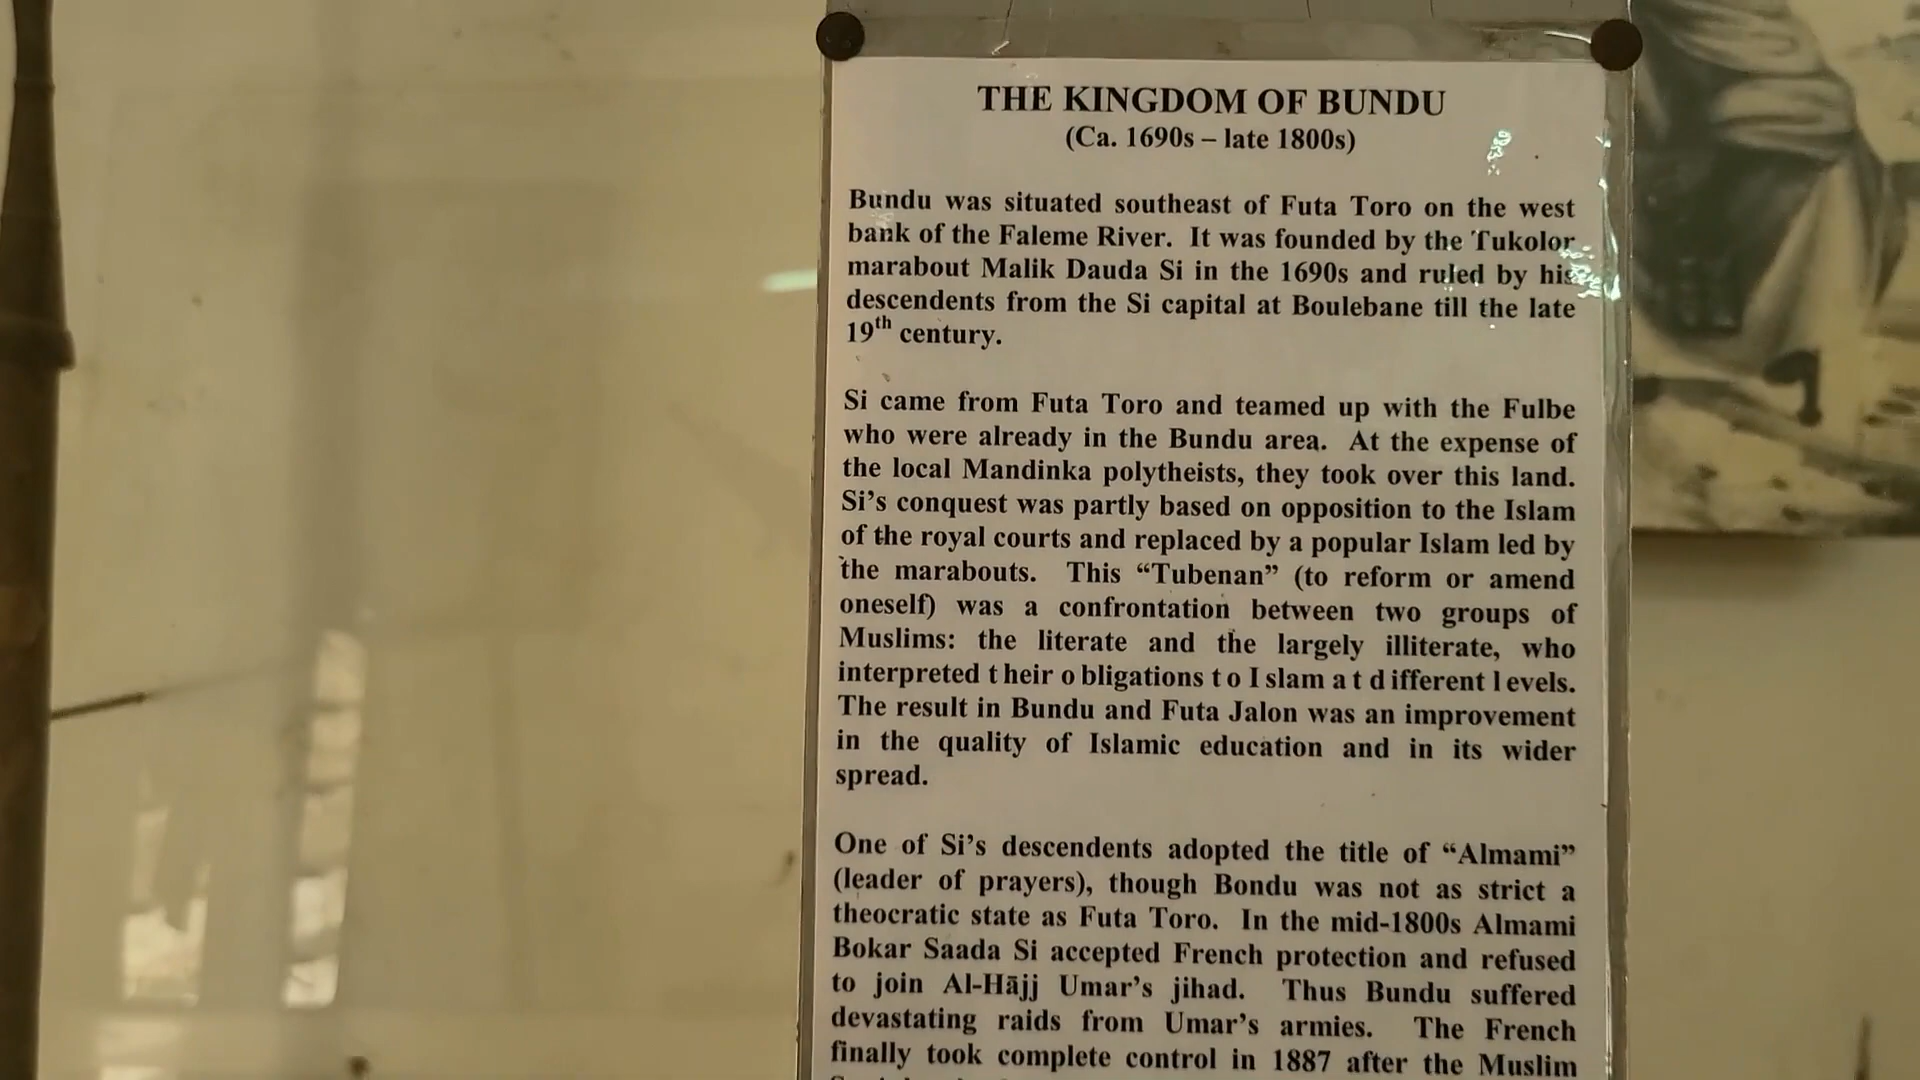 THE KINGDOM OF BUNDU
(Ca. 1690s – late 1800s)
Bundu was situated southeast of Futa Toro on the west
bank of the Faleme River. It was founded by the Tukolor
marabout Malik Dauda Si in the 1690s and ruled by his
descendents from the Si capital at Boulebane till the late
19th century.
Si came from Futa Toro and teamed up with the Fulbe
who were already in the Bundu area. At the expense of
the local Mandinka polytheists, they took over this land.
Si’s conquest was partly based on opposition to the Islam
of the royal courts and replaced by a popular Islam led by
the marabouts. This “Tubenan” (to reform or amend
oneself) was a confrontation between two groups of
Muslims: the literate and the largely illiterate, who
interpreted their obligations to Islam at different levels.
The result in Bundu and Futa Jalon was an improvement
in the quality of Islamic education and in its wider
spread.
One of Si’s descendents adopted the title of “Almami”
(leader of prayers), though Bondu was not as strict a
theocratic state as Futa Toro. In the mid-1800s Almami
Bokar Saada Si accepted French protection and refused
to join Al-Hājj Umar’s jihad. Thus Bundu suffered
devastating raids from Umar’s armies. The French
finally took complete control in 1887 after the Muslim